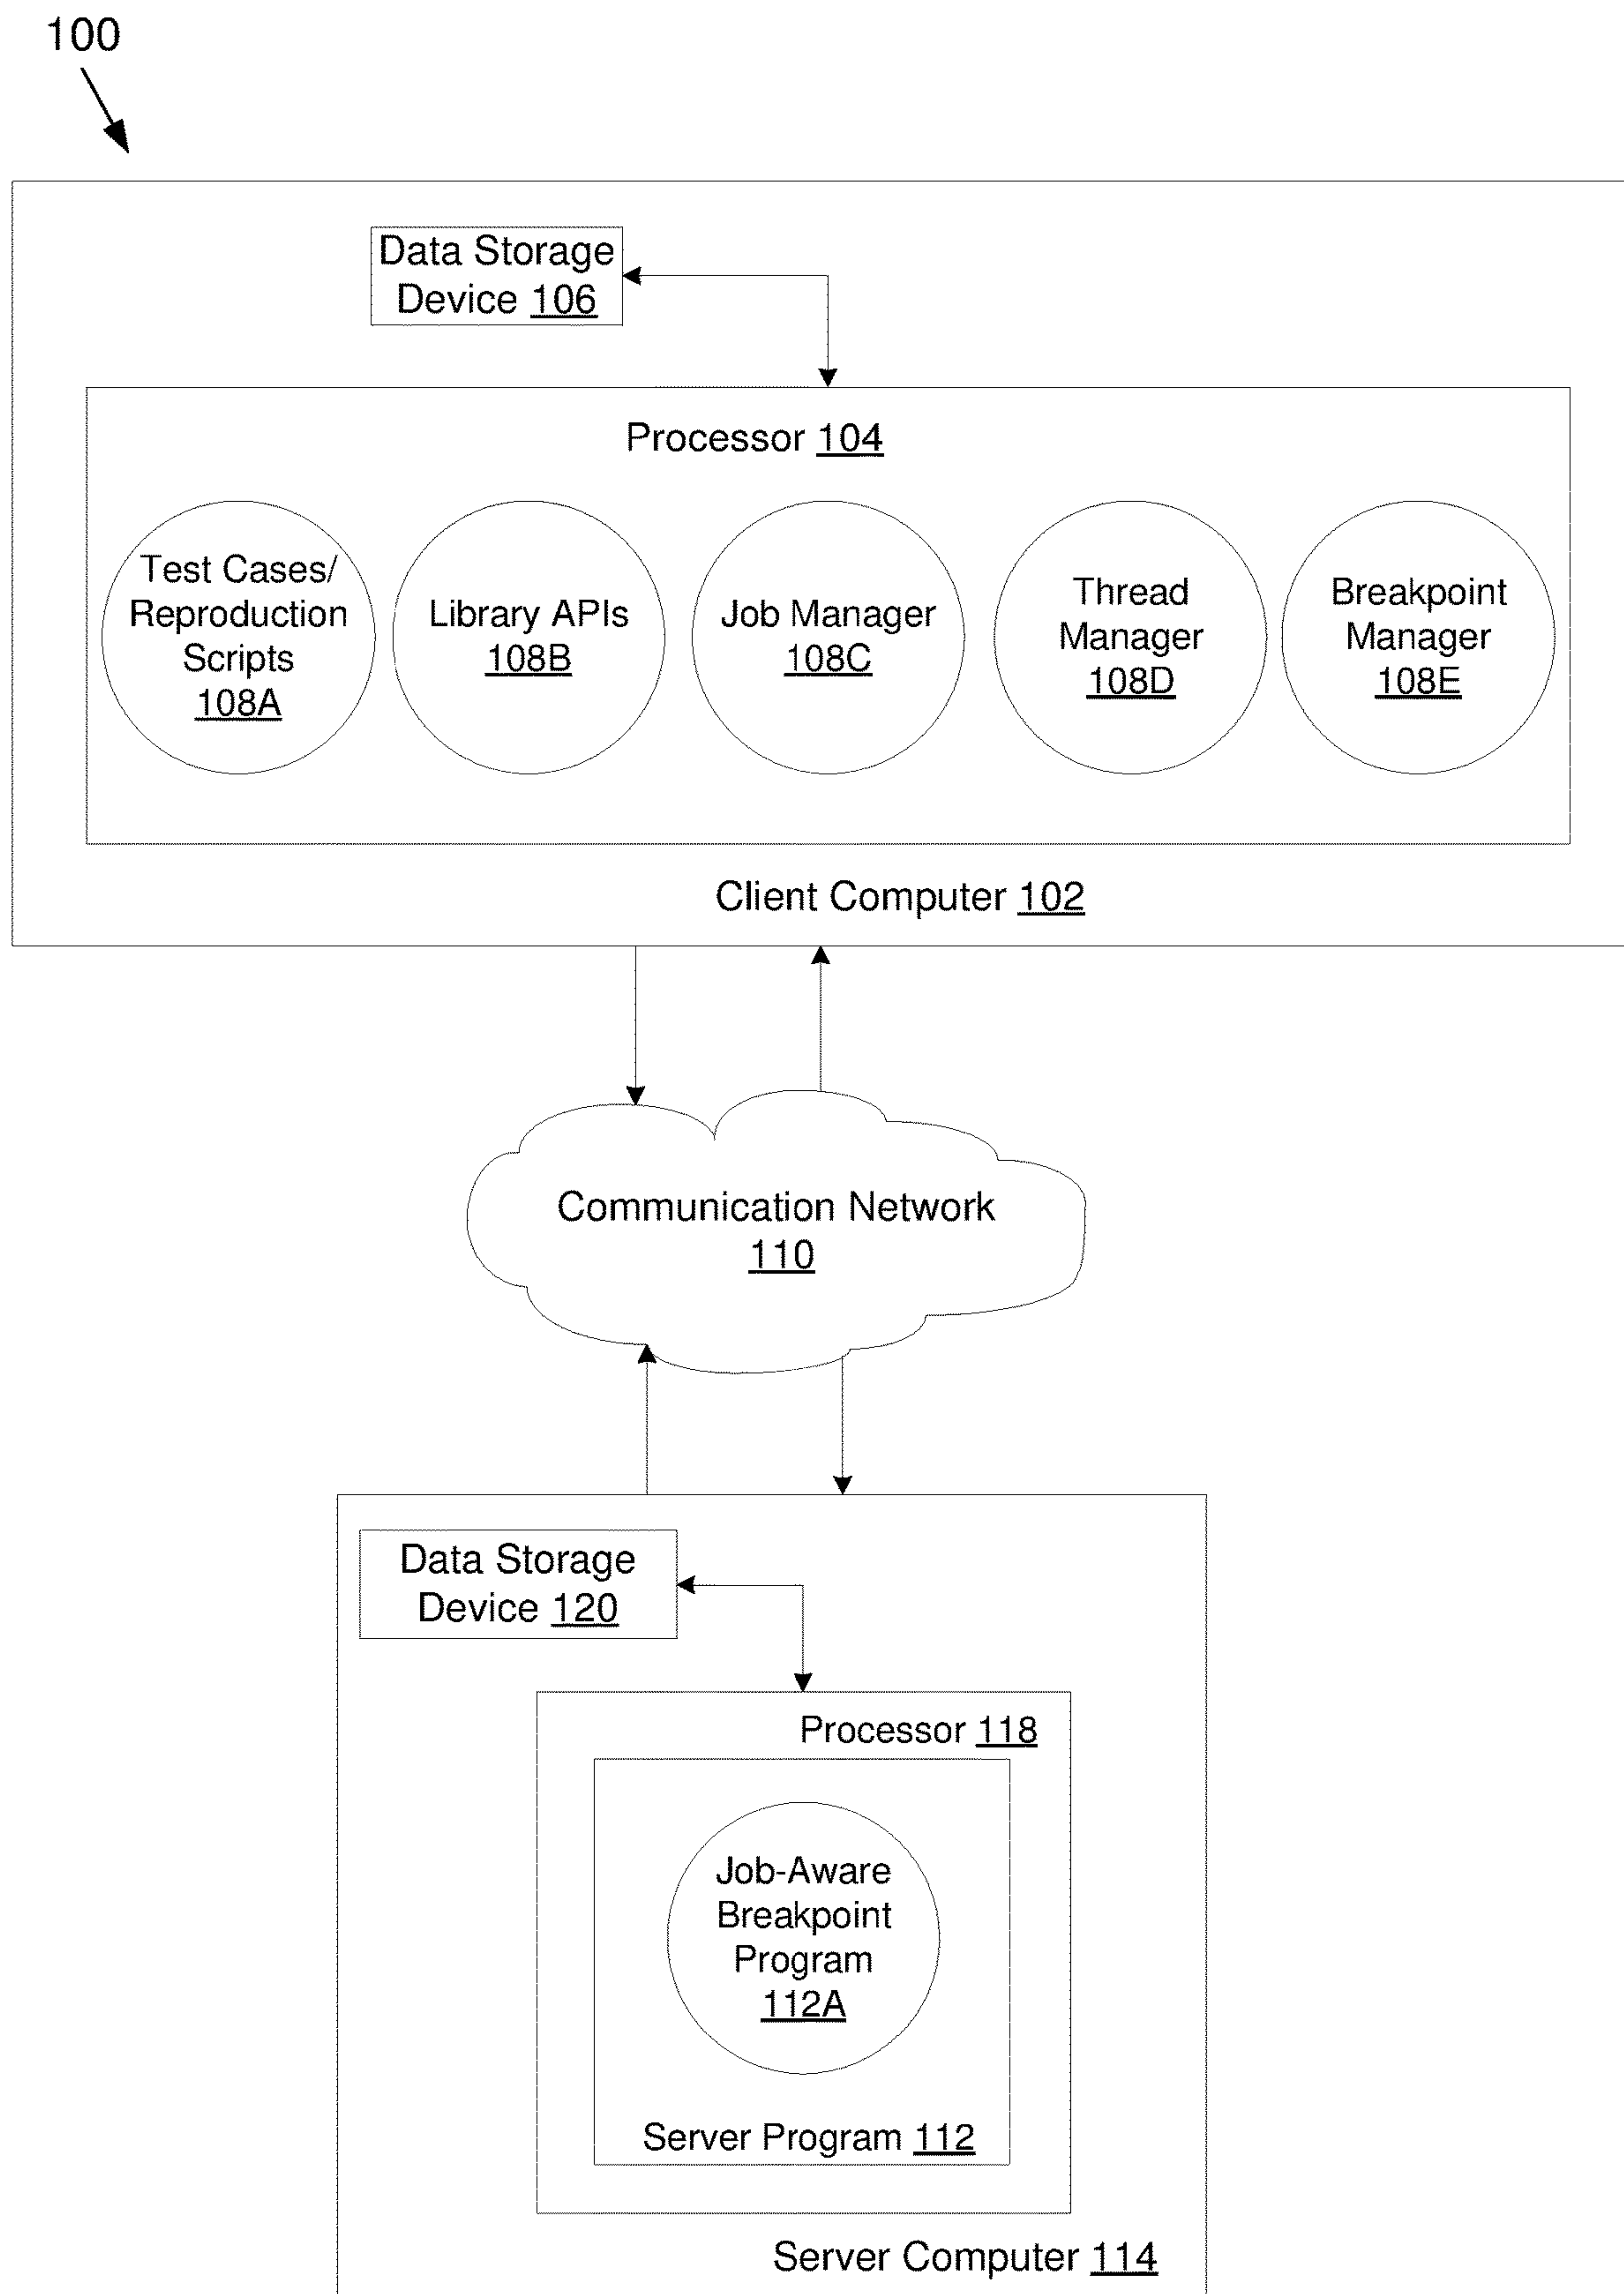 100
Data Storage
Device 106
Processor 104
Test Cases/
Reproduction
Scripts
108A
Library APIs
108B
Job Manager
108C
Thread
Manager
108D
Breakpoint
Manager
108E
Client Computer 102
Communication Network
110
Data Storage
Device 120
Processor 118
Job-Aware
Breakpoint
Program
112A
Server Program 112
Server Computer 114